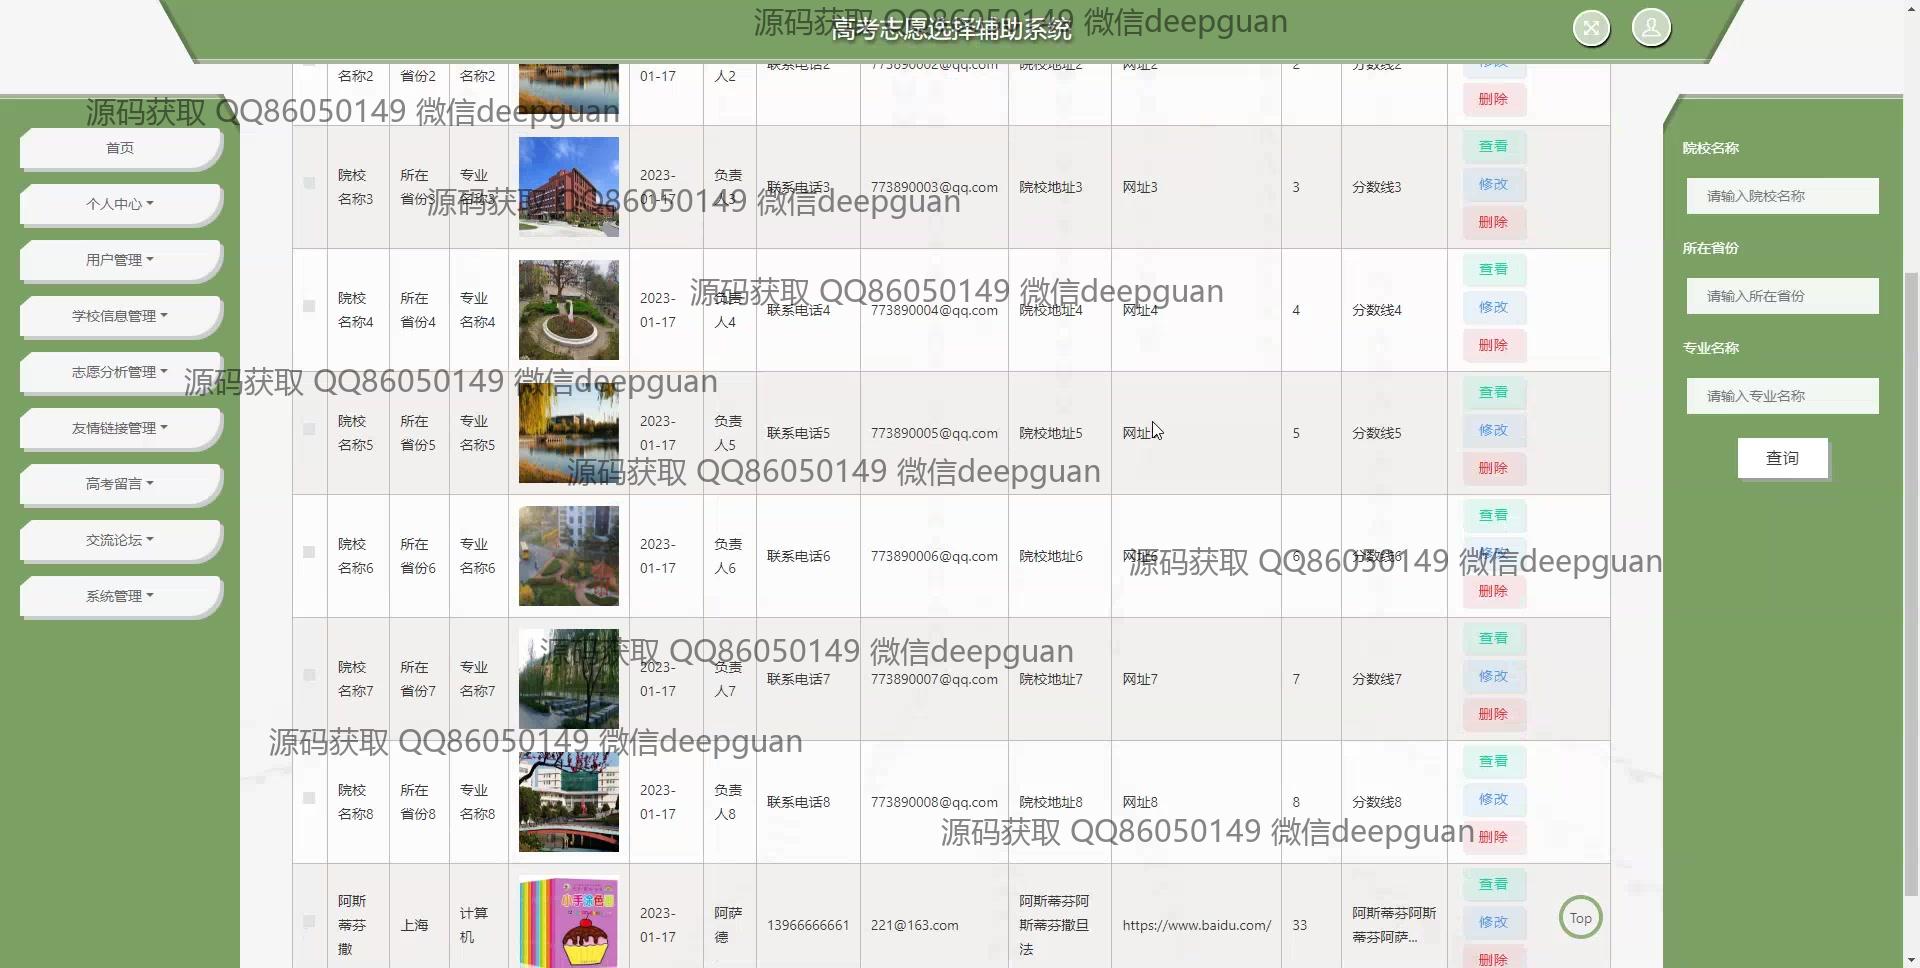 高考志愿选择辅助系统
源码获取 QQ86050149 微信deepguan
首页
个人中心
用户管理
学校信息管理
志愿分析管理
友情链接管理
高考留言
交流论坛
系统管理
名称2 省份2 名称2 01-17 人2 联系电话2 773890002@qq.com 院校地址2 网址2 2 分数线2 修改
删除
源码获取 QQ86050149 微信deepguan
院校名称3 所在省份3 专业名称3 2023-01-17 负责人3 联系电话3 773890003@qq.com 院校地址3 网址3 3 分数线3 查看
修改
删除
源码获取 QQ86050149 微信deepguan
院校名称4 所在省份4 专业名称4 2023-01-17 负责人4 联系电话4 773890004@qq.com 院校地址4 网址4 4 分数线4 查看
修改
删除
源码获取 QQ86050149 微信deepguan
源码获取 QQ86050149 微信deepguan
院校名称5 所在省份5 专业名称5 2023-01-17 负责人5 联系电话5 773890005@qq.com 院校地址5 网址 5 分数线5 查看
修改
删除
源码获取 QQ86050149 微信deepguan
院校名称6 所在省份6 专业名称6 2023-01-17 负责人6 联系电话6 773890006@qq.com 院校地址6 网址6 6 分数线6 查看
修改
删除
源码获取 QQ86050149 微信deepguan
源码获取 QQ86050149 微信deepguan
院校名称7 所在省份7 专业名称7 2023-01-17 负责人7 联系电话7 773890007@qq.com 院校地址7 网址7 7 分数线7 查看
修改
删除
源码获取 QQ86050149 微信deepguan
院校名称8 所在省份8 专业名称8 2023-01-17 负责人8 联系电话8 773890008@qq.com 院校地址8 网址8 8 分数线8 查看
修改
删除
源码获取 QQ86050149 微信deepguan
阿斯蒂芬撒 上海 计算机 小手涂色 2023-01-17 阿萨德 13966666661 221@163.com 阿斯蒂芬阿斯蒂芬撒旦法 https://www.baidu.com/ 33 阿斯蒂芬阿斯蒂芬阿萨... 查看
修改
删除
Top
院校名称
请输入院校名称
所在省份
请输入所在省份
专业名称
请输入专业名称
查询